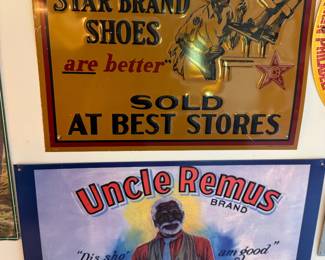 STAR BRAND
SHOES
are better"
SOLD
AT BEST STORES
Uncle Remus
BRAND
"Dis sho' am good"